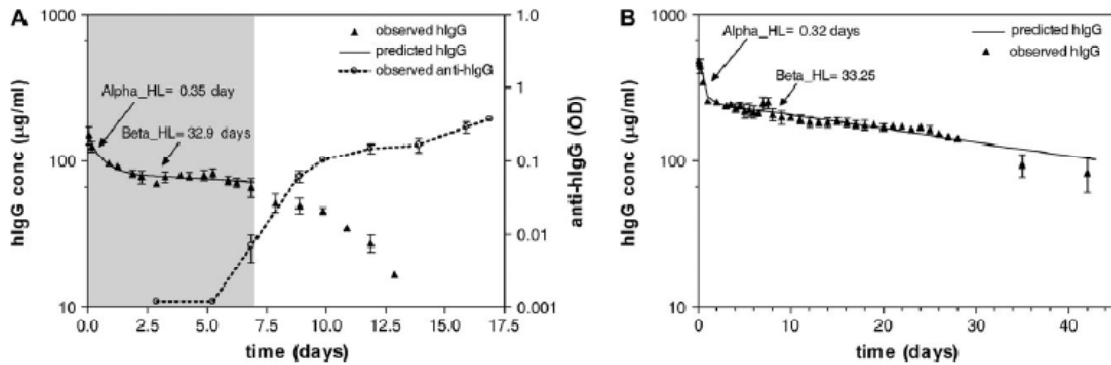 A
1000
100
10
hIgG conc (µg/ml)
0.0 2.5 5.0 7.5 10.0 12.5 15.0 17.5
time (days)
1.0
1
0.1
0.01
0.001
anti-hIgG (OD)
observed hIgG
predicted hIgG
observed anti-hIgG
Alpha_HL= 0.35 day
Beta_HL= 32.9 days
B
1000
100
10
hIgG conc (µg/ml)
0 10 20 30 40
time (days)
predicted hIgG
observed hIgG
Alpha_HL= 0.32 days
Beta_HL= 33.25